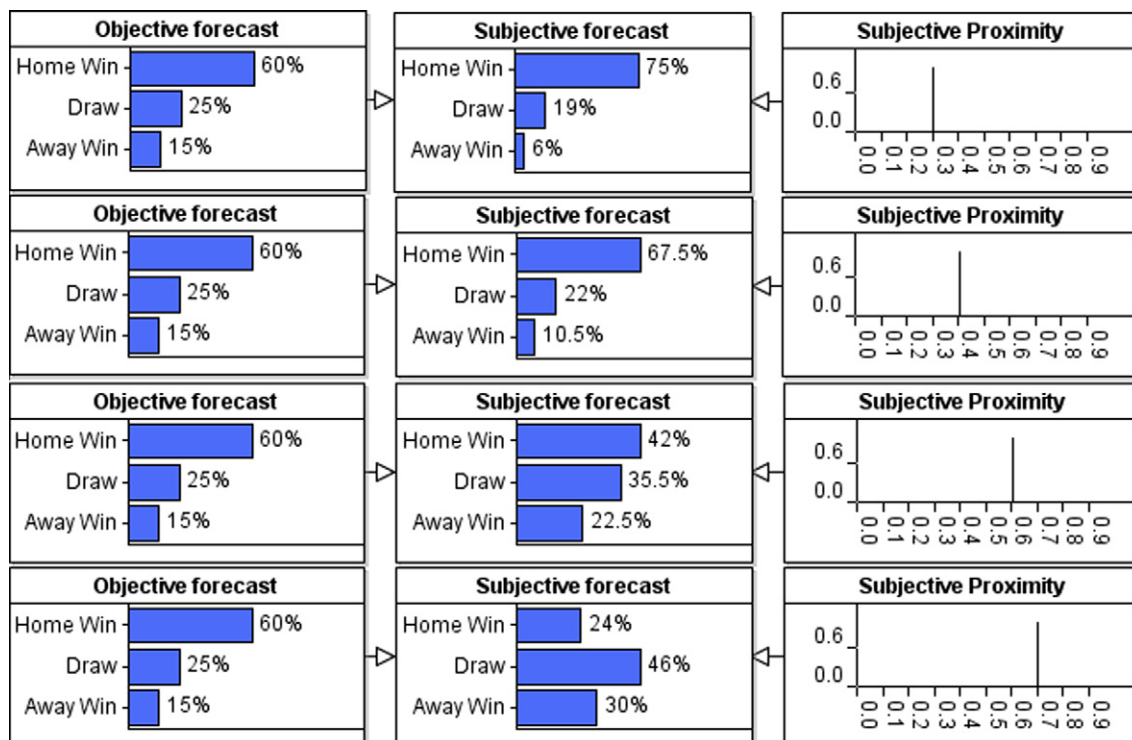 Objective forecast
Home Win 60%
Draw 25%
Away Win 15%
Subjective forecast
Home Win 75%
Draw 19%
Away Win 6%
Subjective Proximity
0.6
0.0
0.0 0.1 0.2 0.3 0.4 0.5 0.6 0.7 0.8 0.9
Objective forecast
Home Win 60%
Draw 25%
Away Win 15%
Subjective forecast
Home Win 67.5%
Draw 22%
Away Win 10.5%
Subjective Proximity
0.6
0.0
0.0 0.1 0.2 0.3 0.4 0.5 0.6 0.7 0.8 0.9
Objective forecast
Home Win 60%
Draw 25%
Away Win 15%
Subjective forecast
Home Win 42%
Draw 35.5%
Away Win 22.5%
Subjective Proximity
0.6
0.0
0.0 0.1 0.2 0.3 0.4 0.5 0.6 0.7 0.8 0.9
Objective forecast
Home Win 60%
Draw 25%
Away Win 15%
Subjective forecast
Home Win 24%
Draw 46%
Away Win 30%
Subjective Proximity
0.6
0.0
0.0 0.1 0.2 0.3 0.4 0.5 0.6 0.7 0.8 0.9